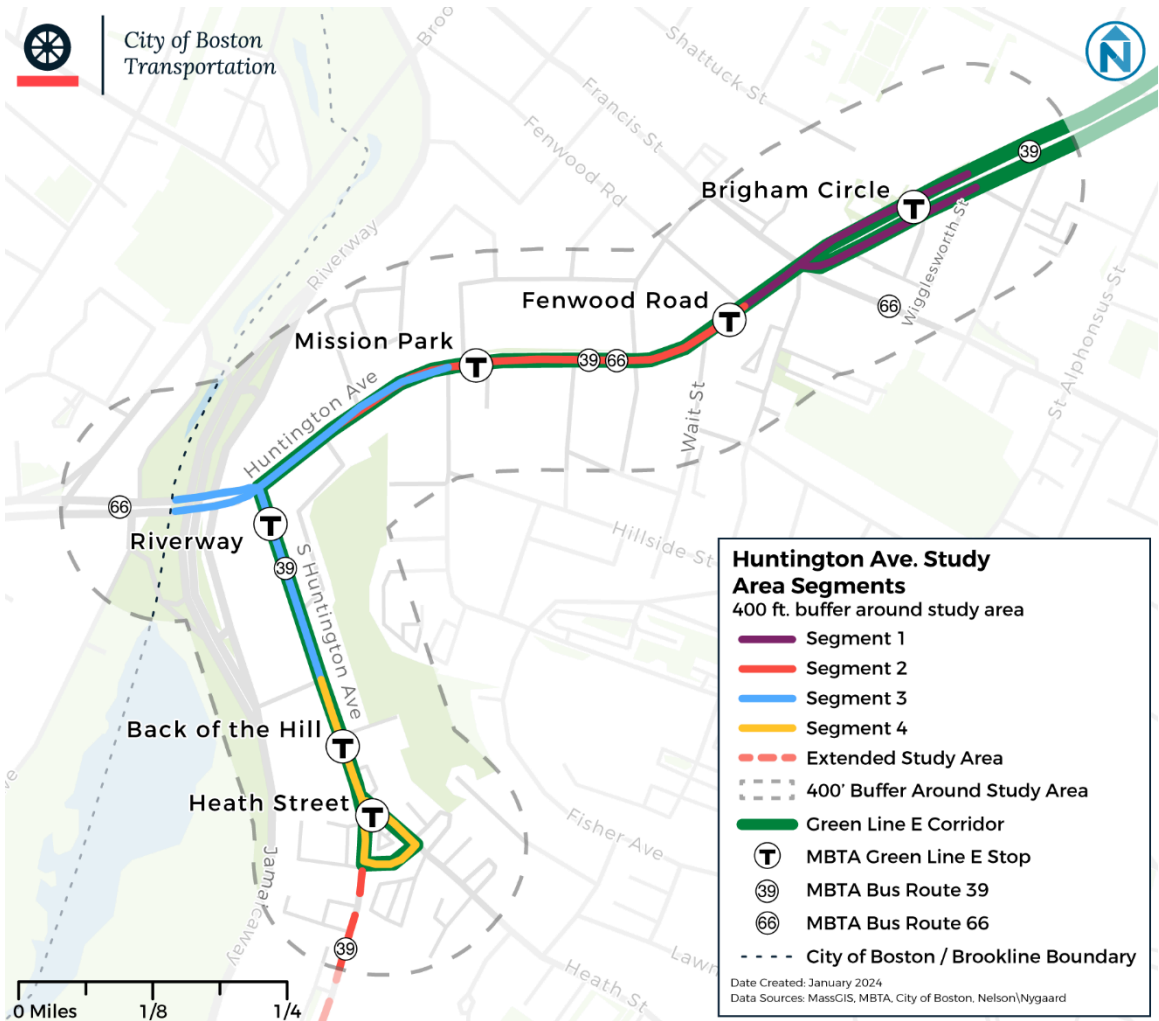 City of Boston
Transportation
N
Shattuck St
Francis St
Fenwood Rd
39
Brigham Circle
T
Riverway
Wigglesworth St
66
Fenwood Road
T
St Alphonsus St
Mission Park
T
39
66
Huntington Ave
Wait St
66
Riverway
T
39
S Huntington Ave
Hillside St
Back of the Hill
T
Heath Street
T
Fisher Ave
Jamaicaway
39
Heath St
0 Miles
1/8
1/4
Huntington Ave. Study
Area Segments
400 ft. buffer around study area
Segment 1
Segment 2
Segment 3
Segment 4
Extended Study Area
400' Buffer Around Study Area
Green Line E Corridor
T MBTA Green Line E Stop
39 MBTA Bus Route 39
66 MBTA Bus Route 66
City of Boston / Brookline Boundary
Date Created: January 2024
Data Sources: MassGIS, MBTA, City of Boston, Nelson\Nygaard